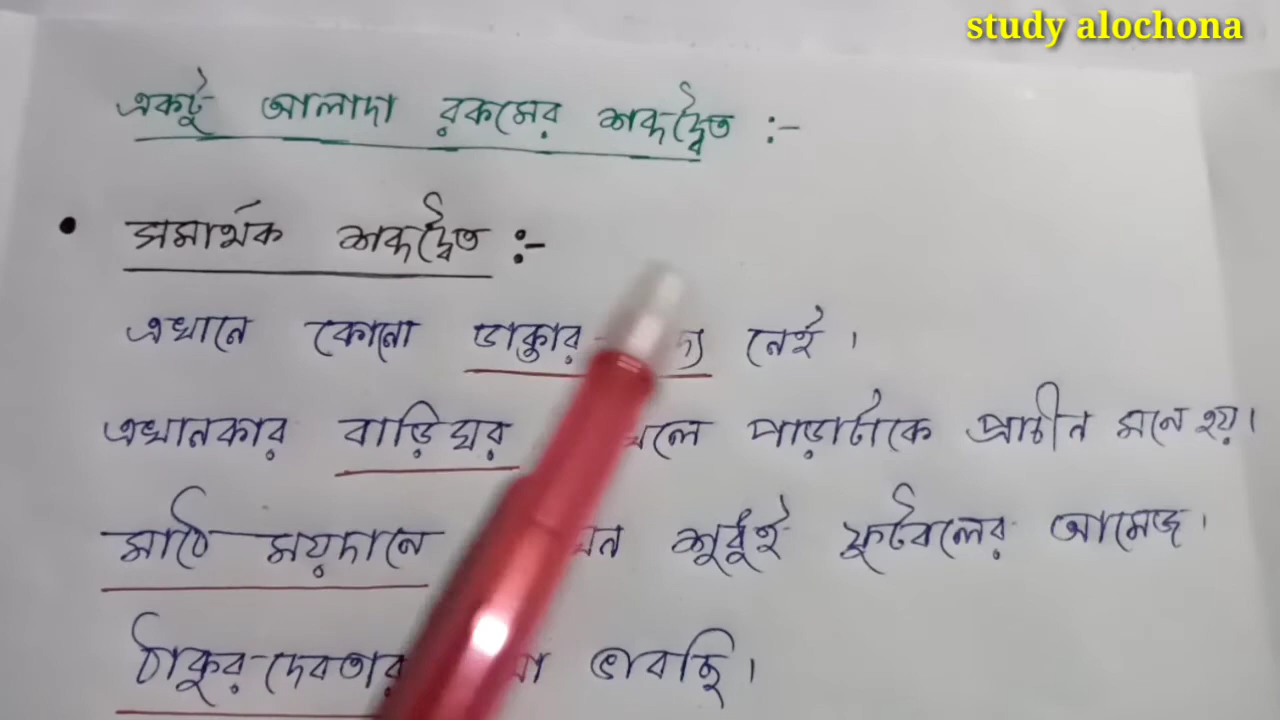 study alochona
একটু আলাদা রকমের শব্দদ্বৈত :-
• সমার্থক শব্দদ্বৈত :-
এখানে কোনো ডাক্তার নেই।
এখানকার বাড়িঘর পাড়াটাকে প্রাচীন মনে হয়।
মাঠে ময়দানে শুধুই ফুটবলের আমেজ।
ঠাকুর-দেবতার ভাবছি।